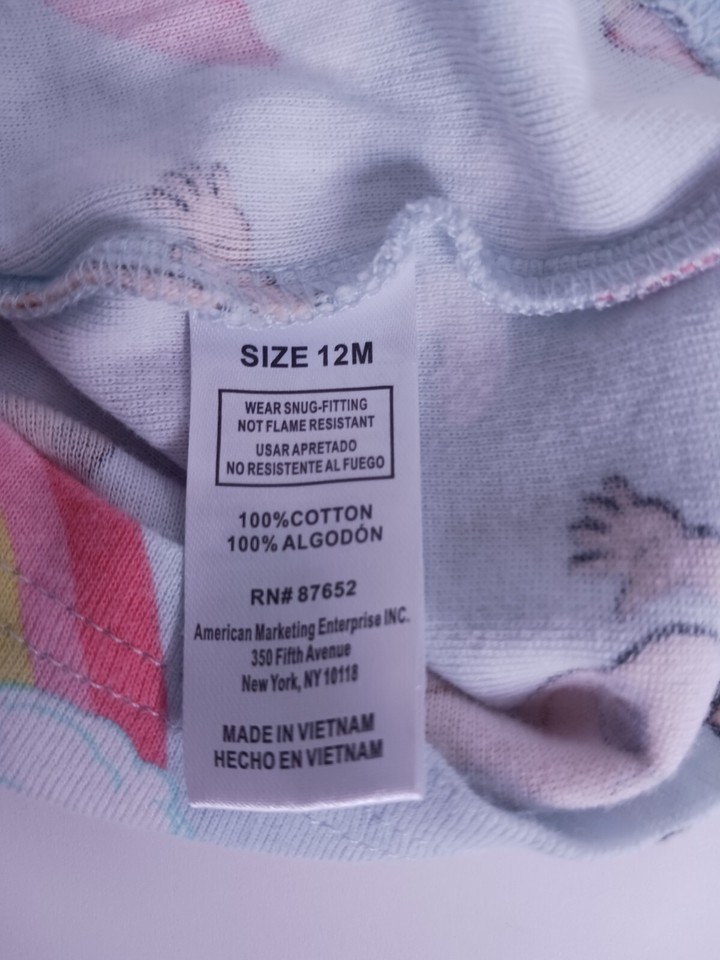 SIZE 12M
WEAR SNUG-FITTING
NOT FLAME RESISTANT
USAR APRETADO
NO RESISTENTE AL FUEGO
100%COTTON
100% ALGODÓN
RN# 87652
American Marketing Enterprise INC.
350 Fifth Avenue
New York, NY 10118
MADE IN VIETNAM
HECHO EN VIETNAM